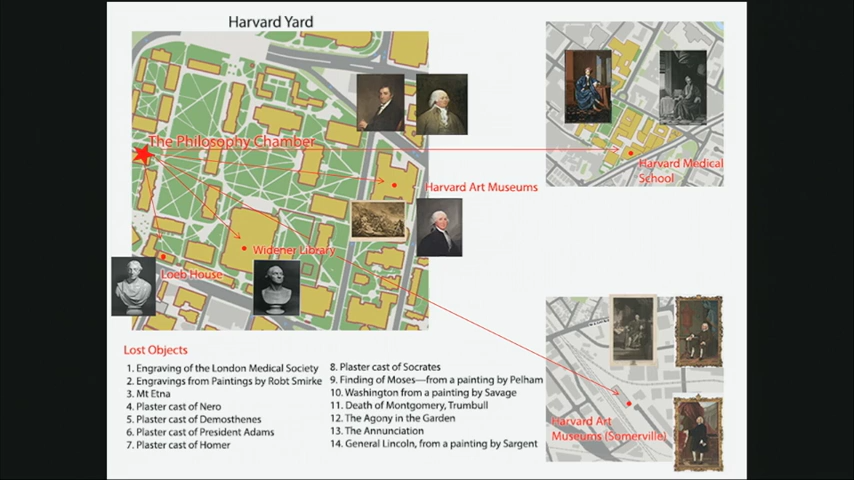 Harvard Yard
The Philosophy Chamber
Harvard Medical
School
Harvard Art Museums
Widener Library
Loeb House
Harvard Art
Museums (Somerville)
Lost Objects
1. Engraving of the London Medical Society
2. Engravings from Paintings by Robt Smirke
3. Mt Etna
4. Plaster cast of Nero
5. Plaster cast of Demosthenes
6. Plaster cast of President Adams
7. Plaster cast of Homer
8. Plaster cast of Socrates
9. Finding of Moses—from a painting by Pelham
10. Washington from a painting by Savage
11. Death of Montgomery, Trumbull
12. The Agony in the Garden
13. The Annunciation
14. General Lincoln, from a painting by Sargent